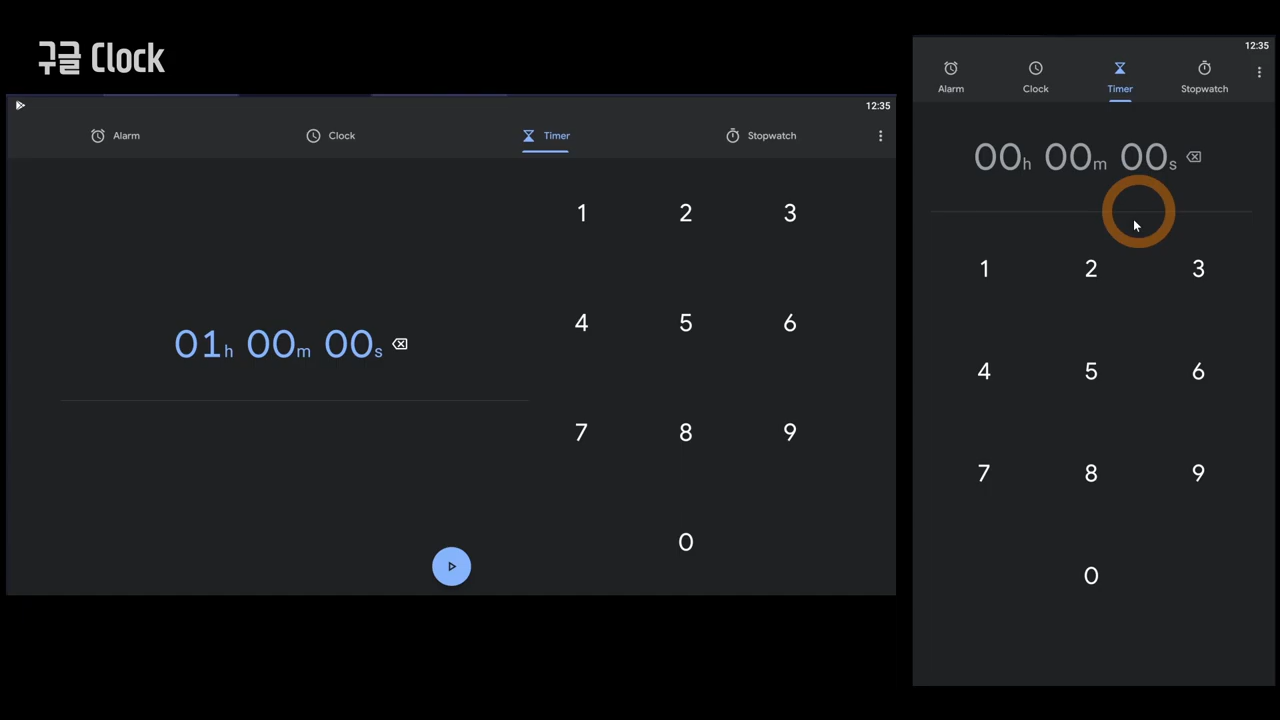 구글 Clock
12:35
Alarm
Clock
Timer
Stopwatch
01h 00m 00s
1 2 3
4 5 6
7 8 9
0
12:35
Alarm
Clock
Timer
Stopwatch
00h 00m 00s
1 2 3
4 5 6
7 8 9
0